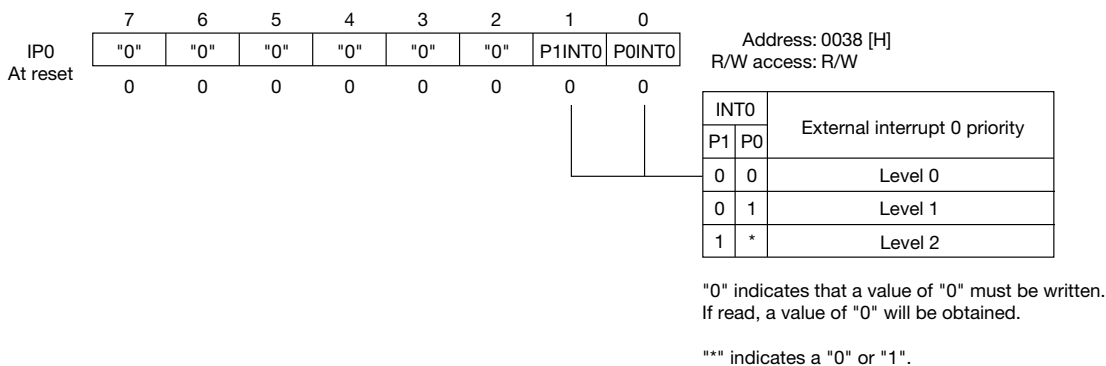 7 6 5 4 3 2 1 0
IP0 "0" "0" "0" "0" "0" "0" P1INT0 P0INT0
At reset 0 0 0 0 0 0 0 0
Address: 0038 [H]
R/W access: R/W
INT0 External interrupt 0 priority
P1 P0
0 0 Level 0
0 1 Level 1
1 * Level 2
"0" indicates that a value of "0" must be written.
If read, a value of "0" will be obtained.
"*" indicates a "0" or "1".